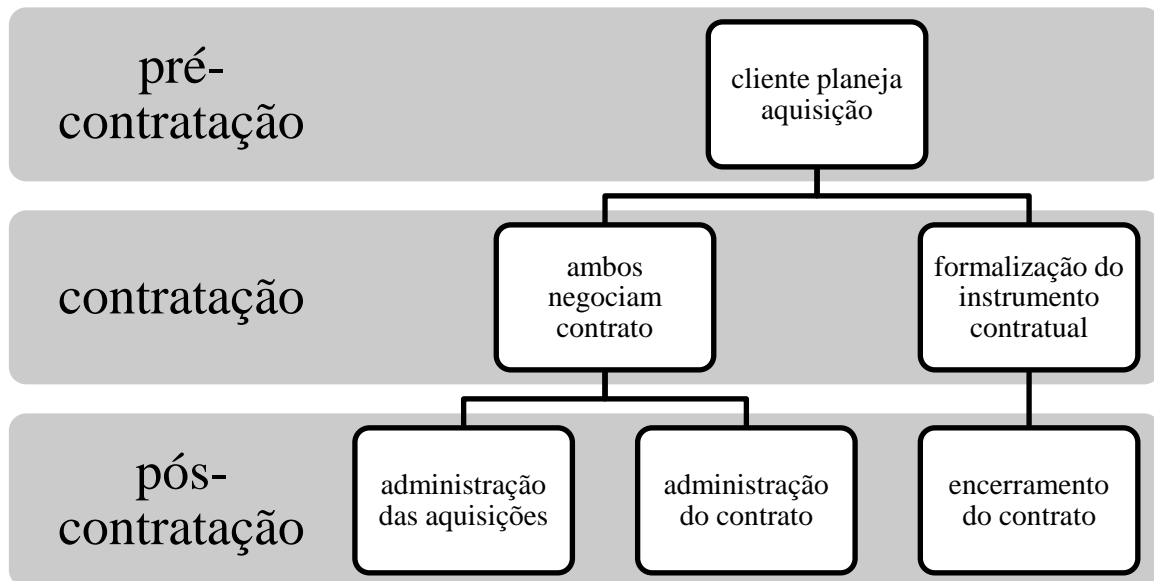 pré-
contratação
cliente planeja
aquisição
contratação
ambos
negociam
contrato
formalização do
instrumento
contratual
pós-
contratação
administração
das aquisições
administração
do contrato
encerramento
do contrato